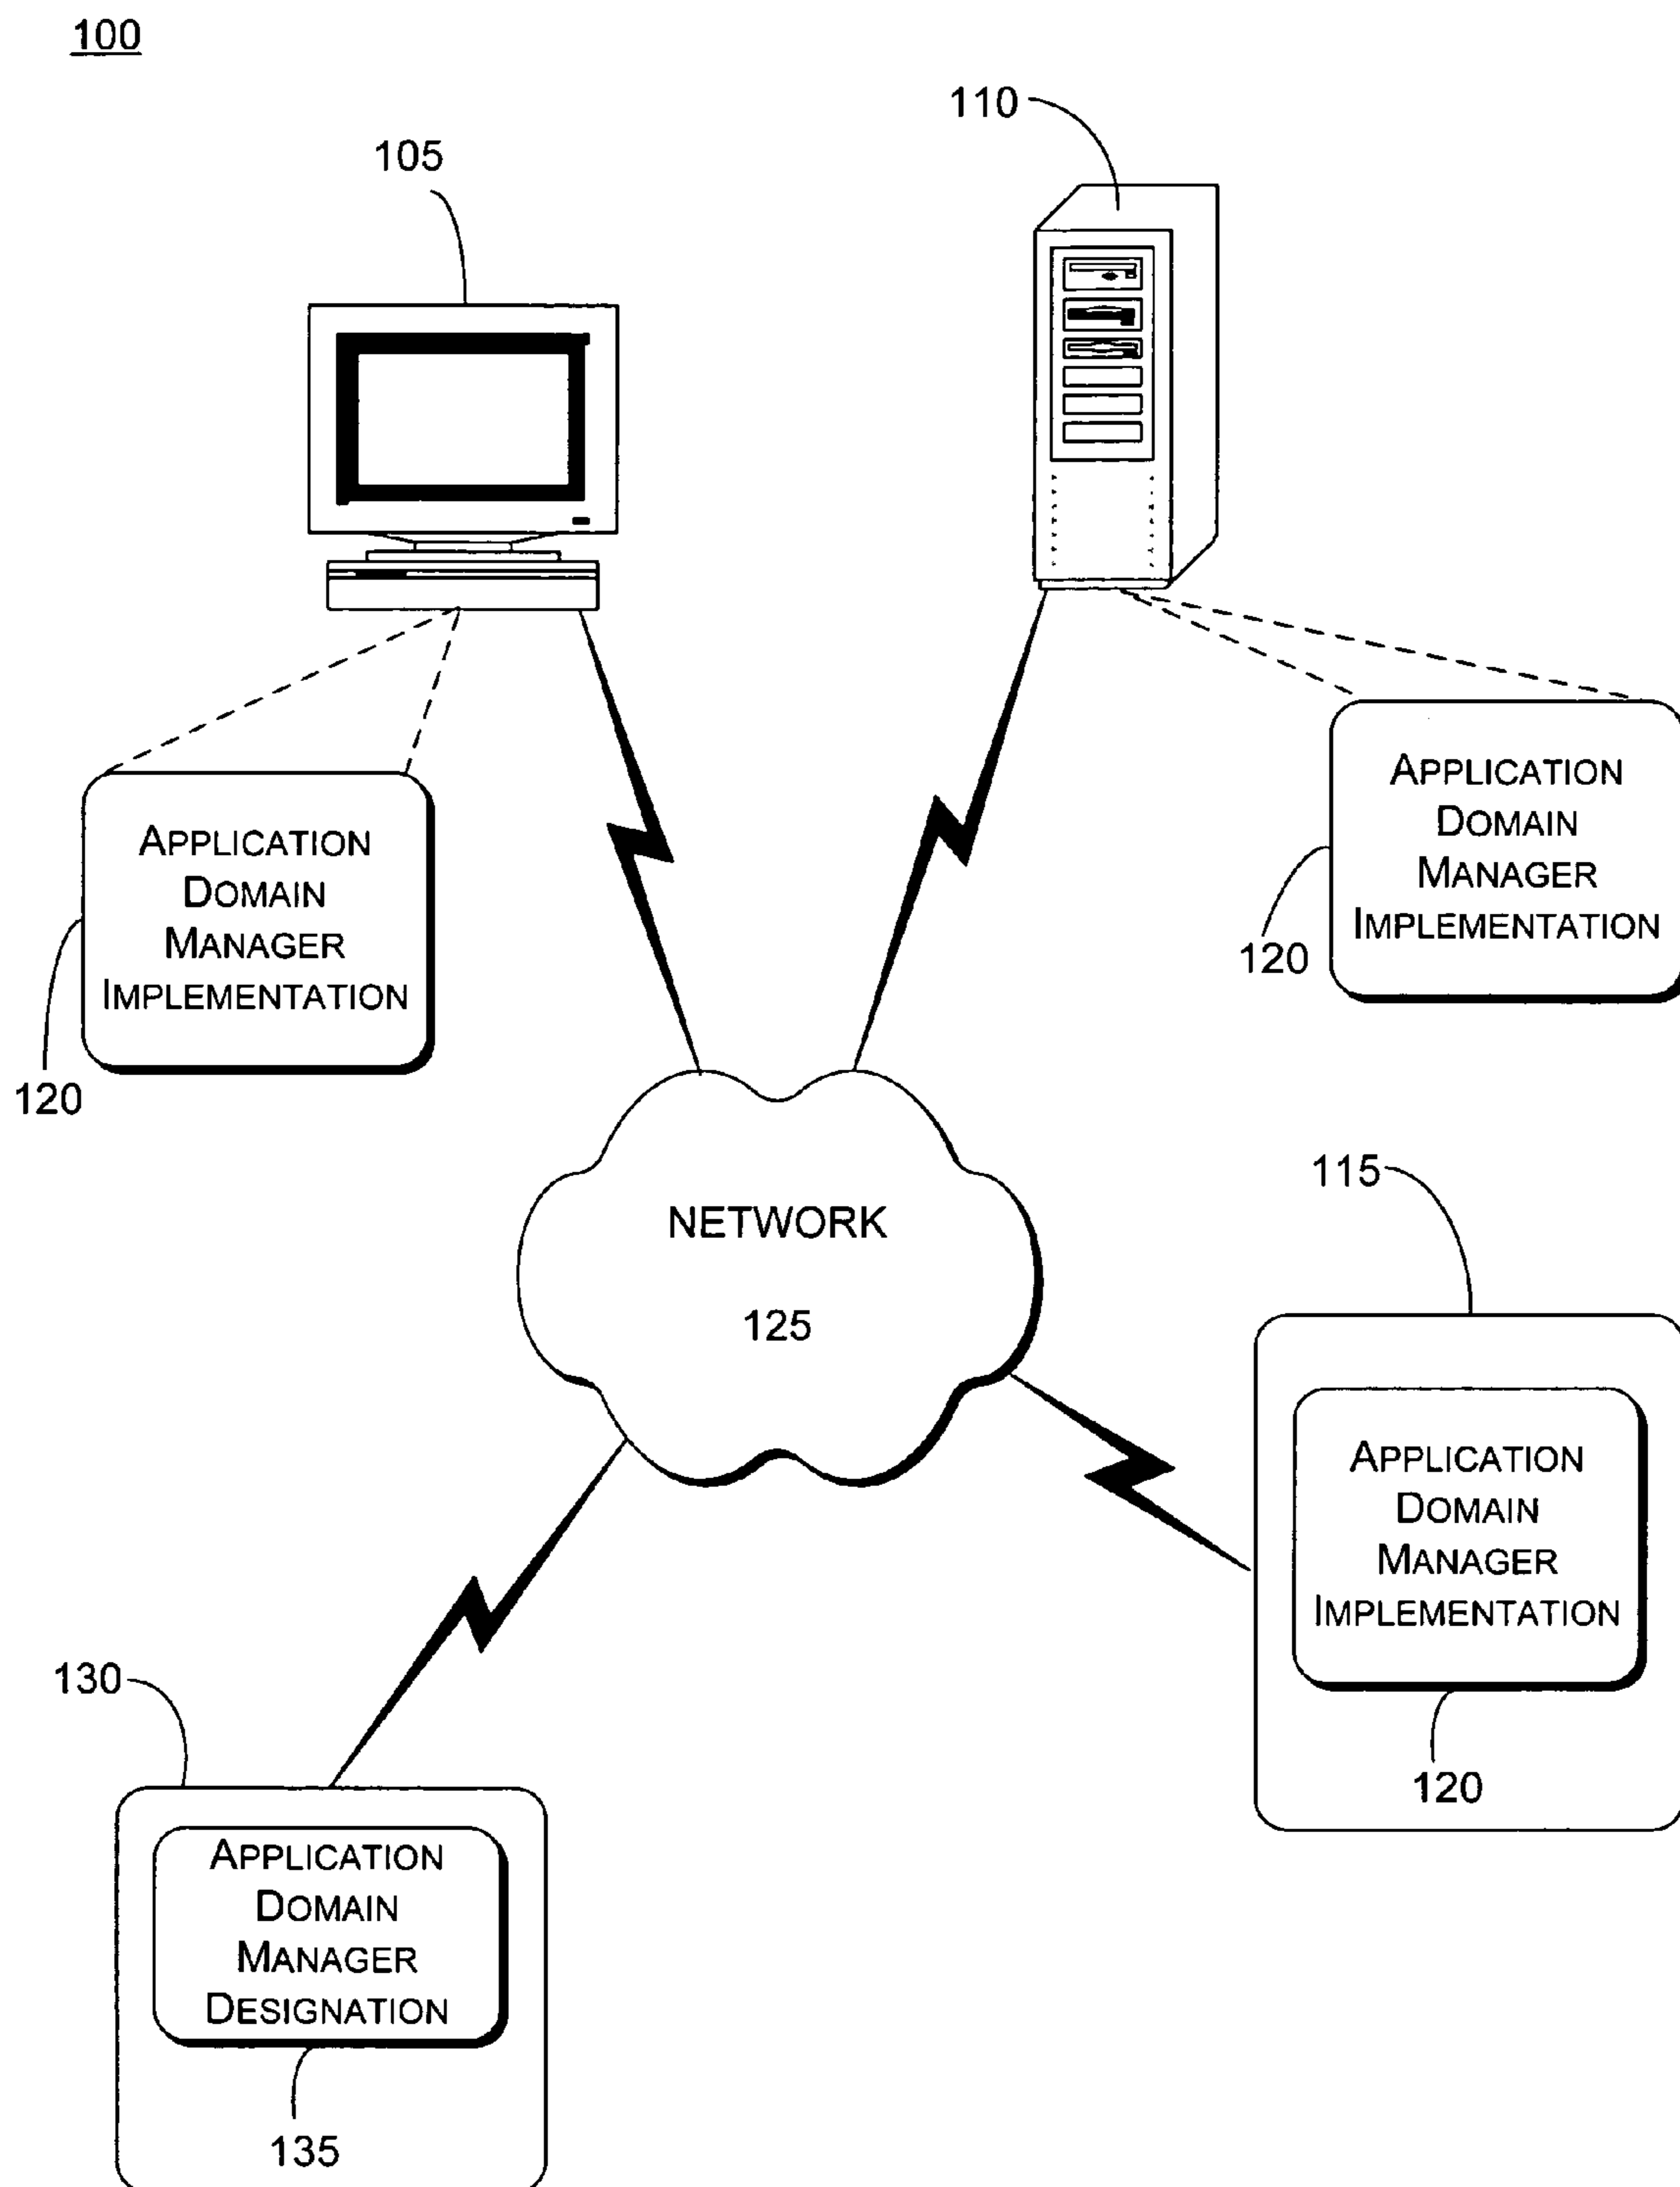 100
110
105
APPLICATION
DOMAIN
MANAGER
IMPLEMENTATION
120
APPLICATION
DOMAIN
MANAGER
IMPLEMENTATION
120
NETWORK
125
115
APPLICATION
DOMAIN
MANAGER
IMPLEMENTATION
120
130
APPLICATION
DOMAIN
MANAGER
DESIGNATION
135